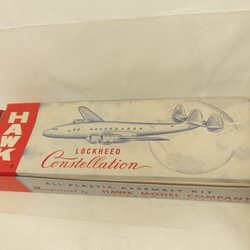 HAWK
LOCKHEED
Constellation
ALL PLASTIC ASSEMBLY KIT
Manufactured by HAWK MODEL COMPANY